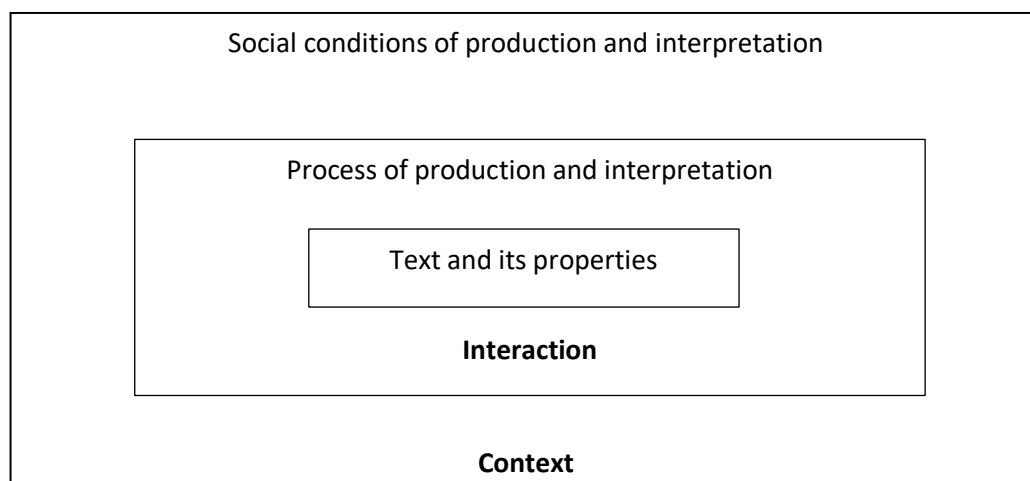 Social conditions of production and interpretation
Process of production and interpretation
Text and its properties
Interaction
Context